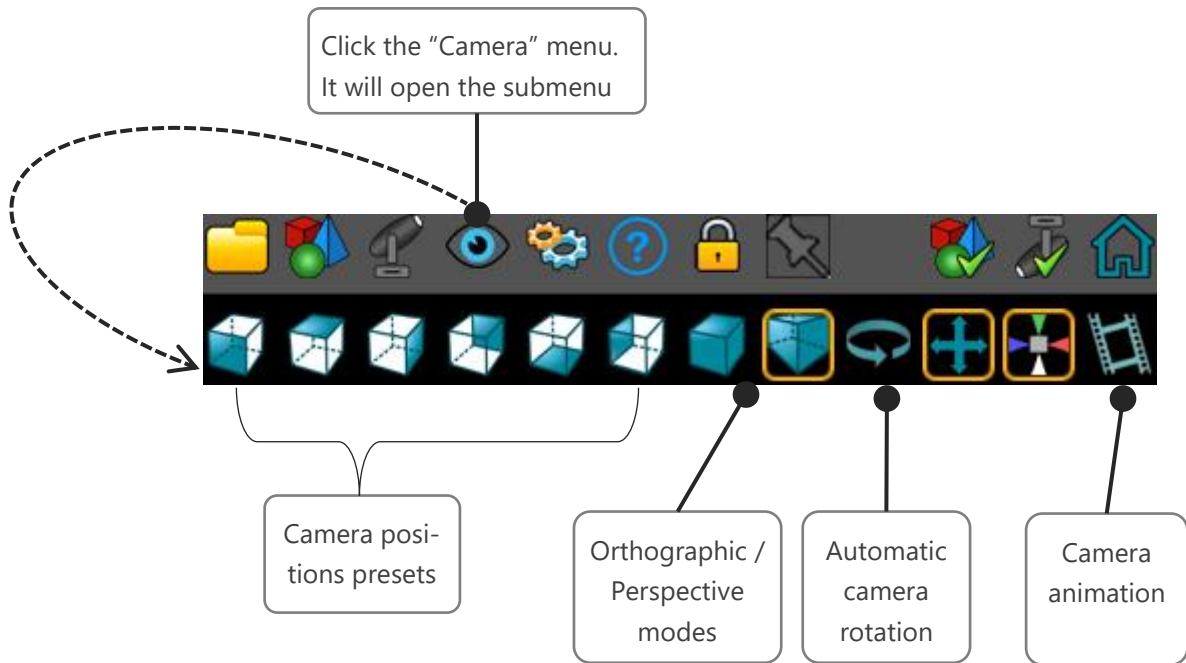 Click the “Camera” menu.
It will open the submenu
?
Camera posi-
tions presets
Orthographic /
Perspective
modes
Automatic
camera
rotation
Camera
animation